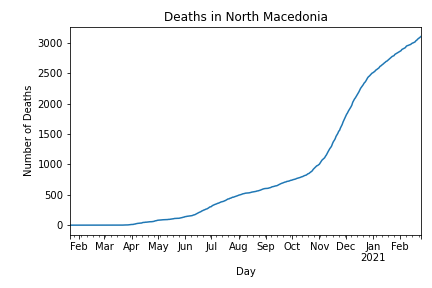 Deaths in North Macedonia
Number of Deaths
3000
2500
2000
1500
1000
500
0
Feb Mar Apr May Jun Jul Aug Sep Oct Nov Dec Jan Feb
2021
Day